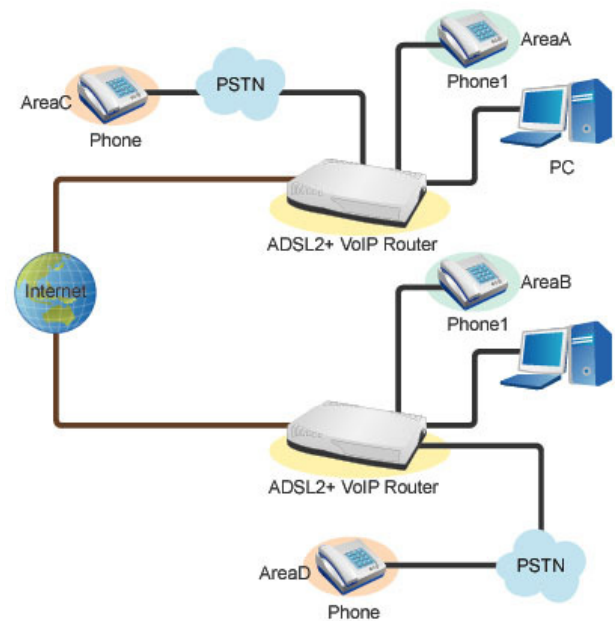 AreaA
PSTN
Phone1
AreaC
Phone
PC
ADSL2+ VoIP Router
Internet
AreaB
Phone1
ADSL2+ VoIP Router
AreaD
PSTN
Phone